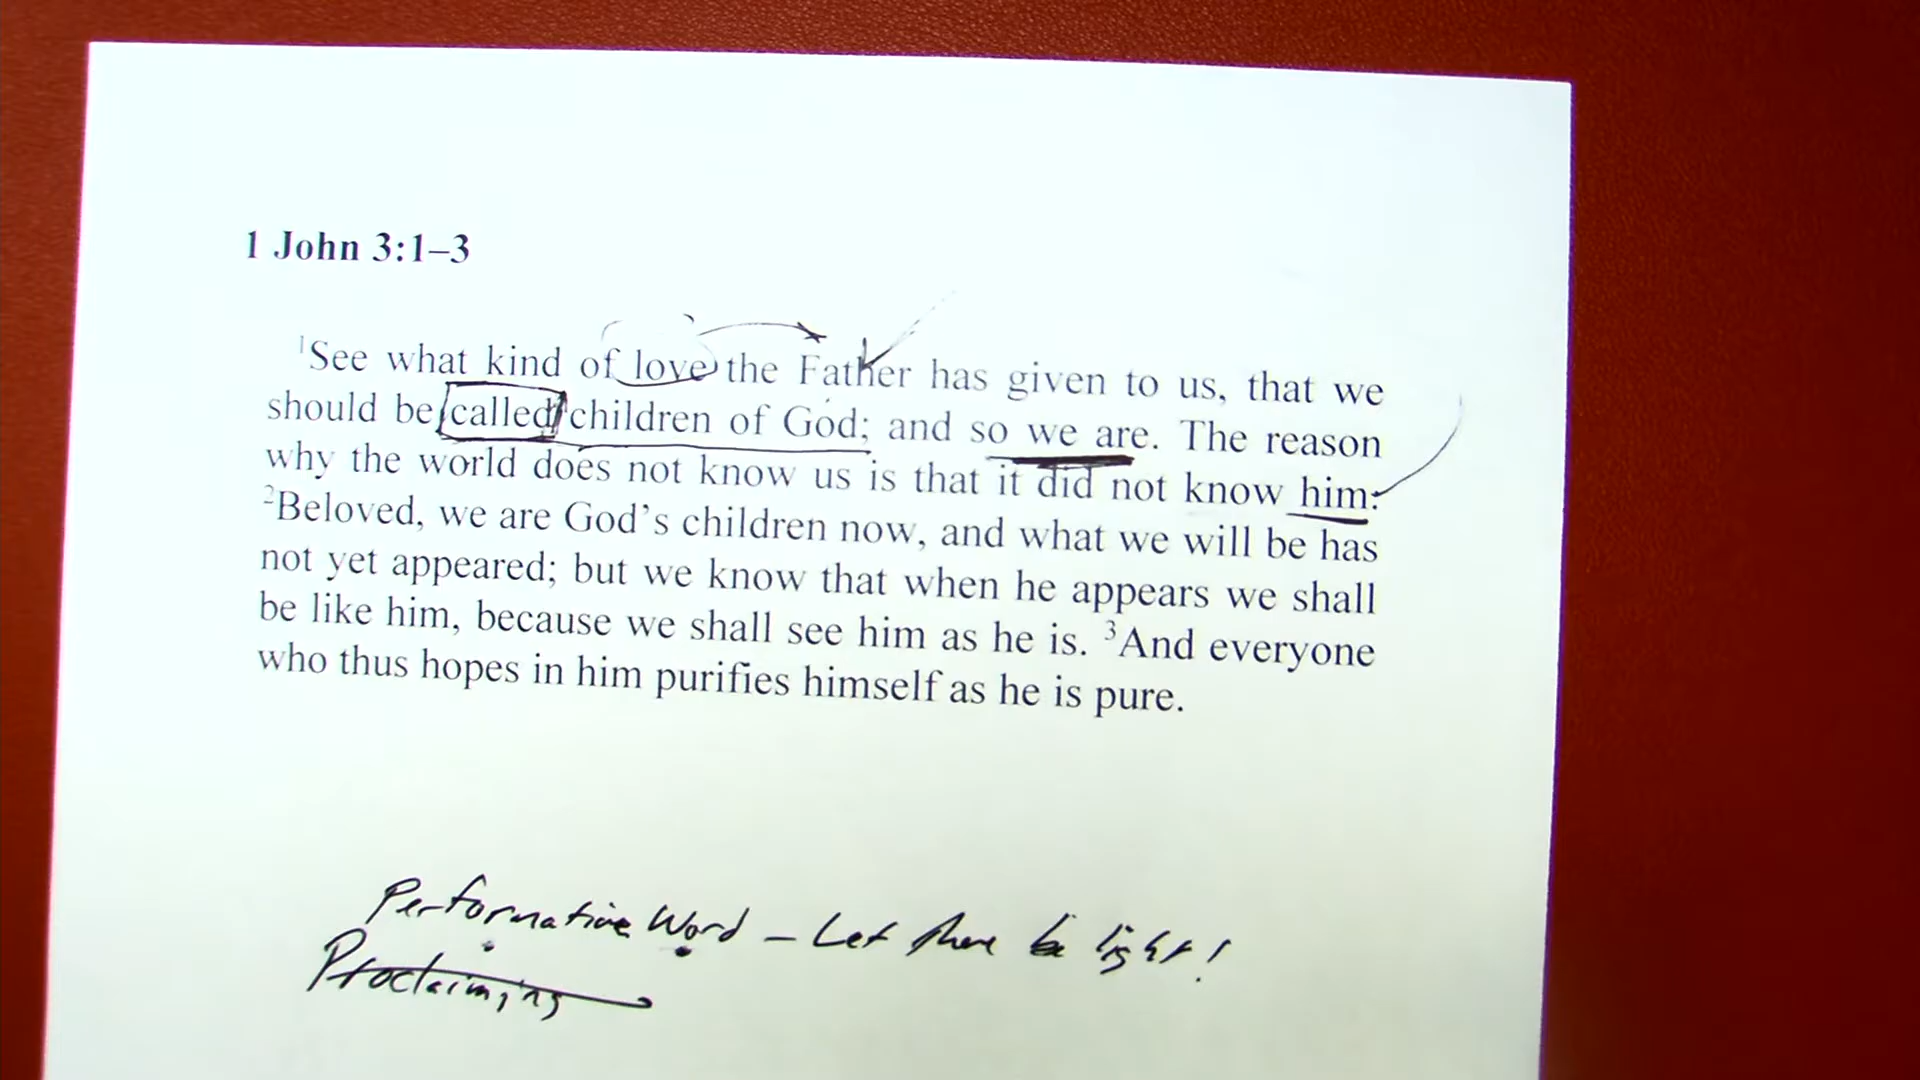 1 John 3:1–3
1See what kind of love the Father has given to us, that we
should be called children of God; and so we are. The reason
why the world does not know us is that it did not know him.
2Beloved, we are God's children now, and what we will be has
not yet appeared; but we know that when he appears we shall
be like him, because we shall see him as he is. 3And everyone
who thus hopes in him purifies himself as he is pure.
Performative Word – Let there be light!
Proclaiming